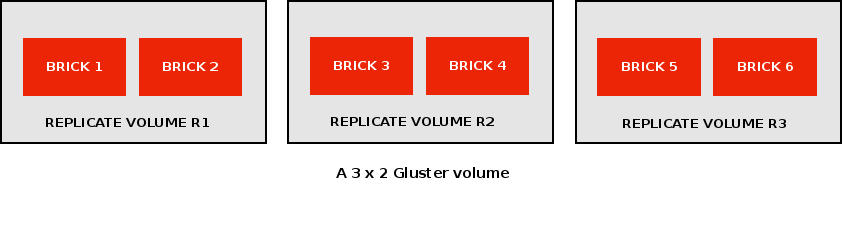 BRICK 1
BRICK 2
REPLICATE VOLUME R1
BRICK 3
BRICK 4
REPLICATE VOLUME R2
BRICK 5
BRICK 6
REPLICATE VOLUME R3
A 3 x 2 Gluster volume